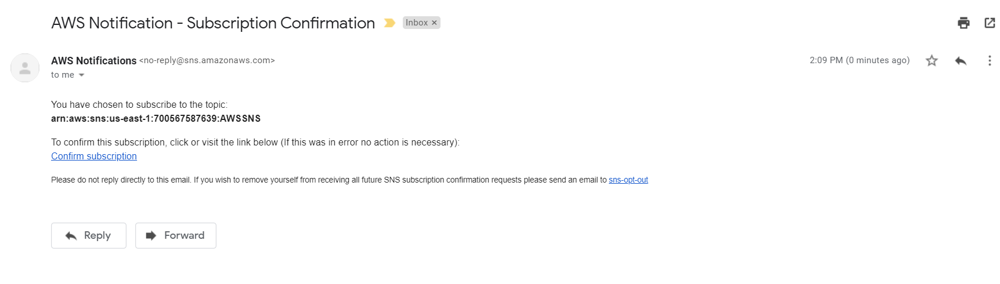 AWS Notification - Subscription Confirmation Inbox ×
AWS Notifications <no-reply@sns.amazonaws.com> 2:09 PM (0 minutes ago)
to me
You have chosen to subscribe to the topic:
arn:aws:sns:us-east-1:700567587639:AWSSNS
To confirm this subscription, click or visit the link below (If this was in error no action is necessary):
Confirm subscription
Please do not reply directly to this email. If you wish to remove yourself from receiving all future SNS subscription confirmation requests please send an email to sns-opt-out
Reply Forward